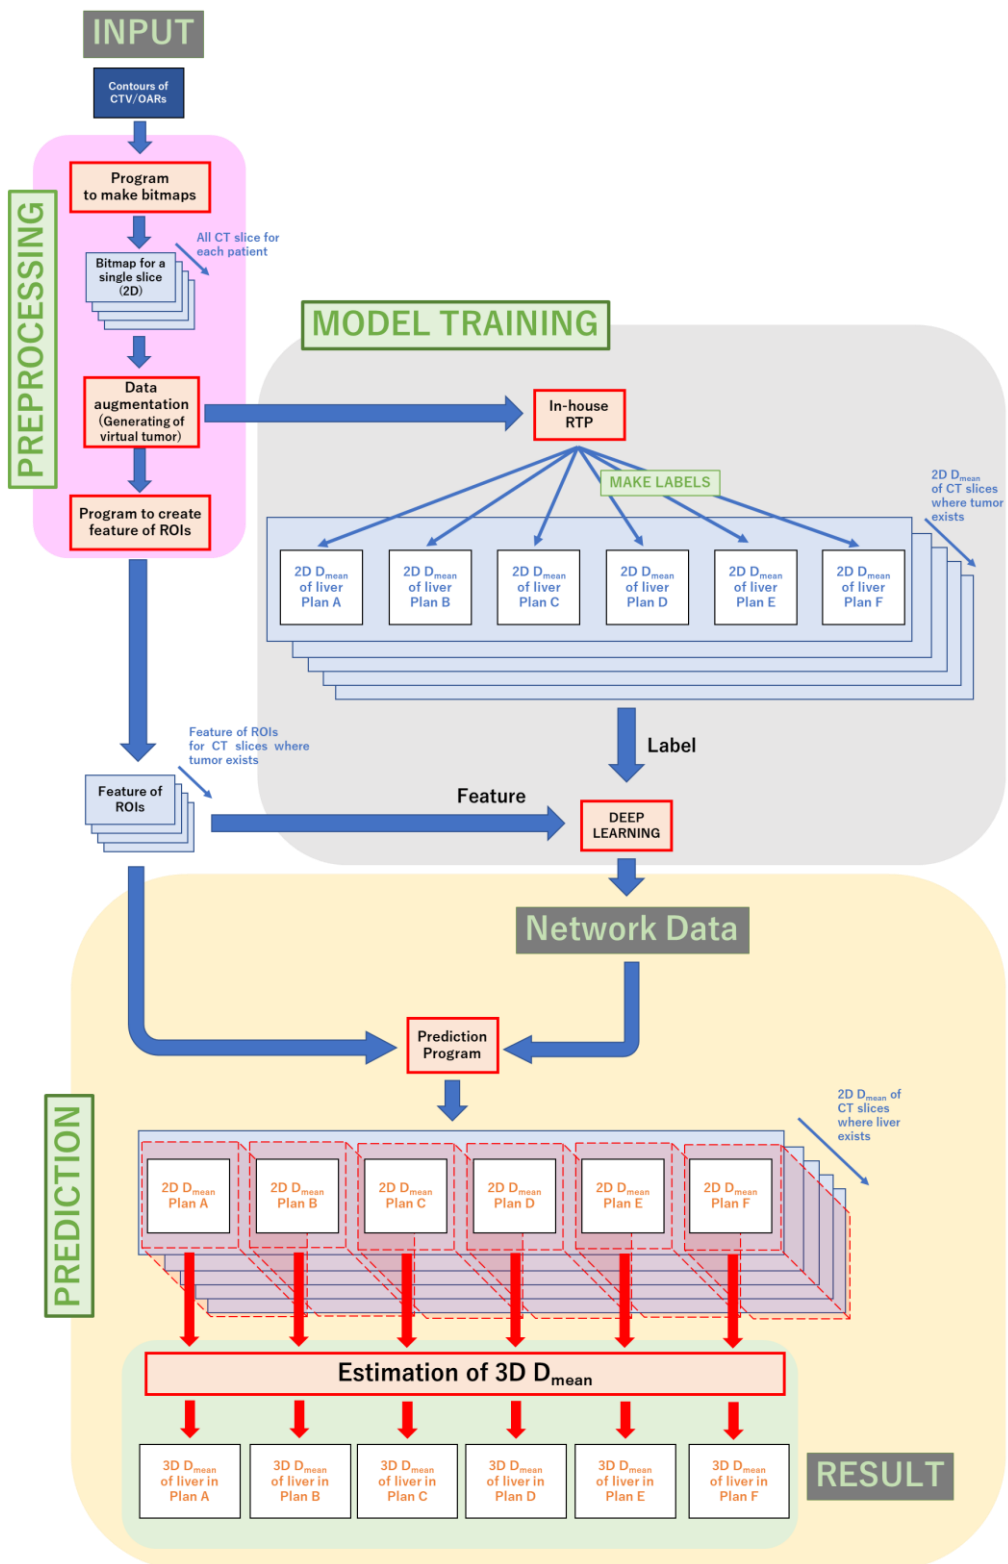 INPUT
Contours of
CTV/OARs
PREPROCESSING
Program
to make bitmaps
All CT slice for
each patient
Bitmap for a
single slice
(2D)
Data
augmentation
(Generating of
virtual tumor)
Program to create
feature of ROIs
MODEL TRAINING
In-house
RTP
MAKE LABELS
2D Dmean
of CT slices
where tumor
exists
2D Dmean
of liver
Plan A
2D Dmean
of liver
Plan B
2D Dmean
of liver
Plan C
2D Dmean
of liver
Plan D
2D Dmean
of liver
Plan E
2D Dmean
of liver
Plan F
Label
Feature of ROIs
for CT slices where
tumor exists
Feature of
ROIs
Feature
DEEP
LEARNING
Network Data
Prediction
Program
PREDICTION
2D Dmean of
CT slices
where liver
exists
2D Dmean
Plan A
2D Dmean
Plan B
2D Dmean
Plan C
2D Dmean
Plan D
2D Dmean
Plan E
2D Dmean
Plan F
Estimation of 3D Dmean
3D Dmean
of liver in
Plan A
3D Dmean
of liver in
Plan B
3D Dmean
of liver in
Plan C
3D Dmean
of liver in
Plan D
3D Dmean
of liver in
Plan E
3D Dmean
of liver in
Plan F
RESULT